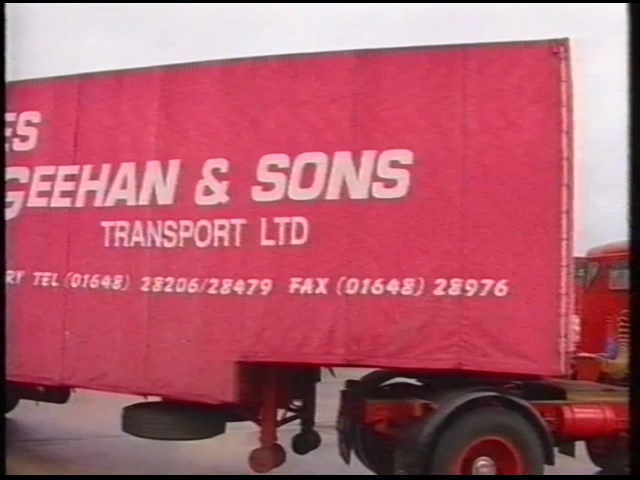 ES
GEEHAN & SONS
TRANSPORT LTD
RY TEL (01648) 28206/28479 FAX (01648) 28976